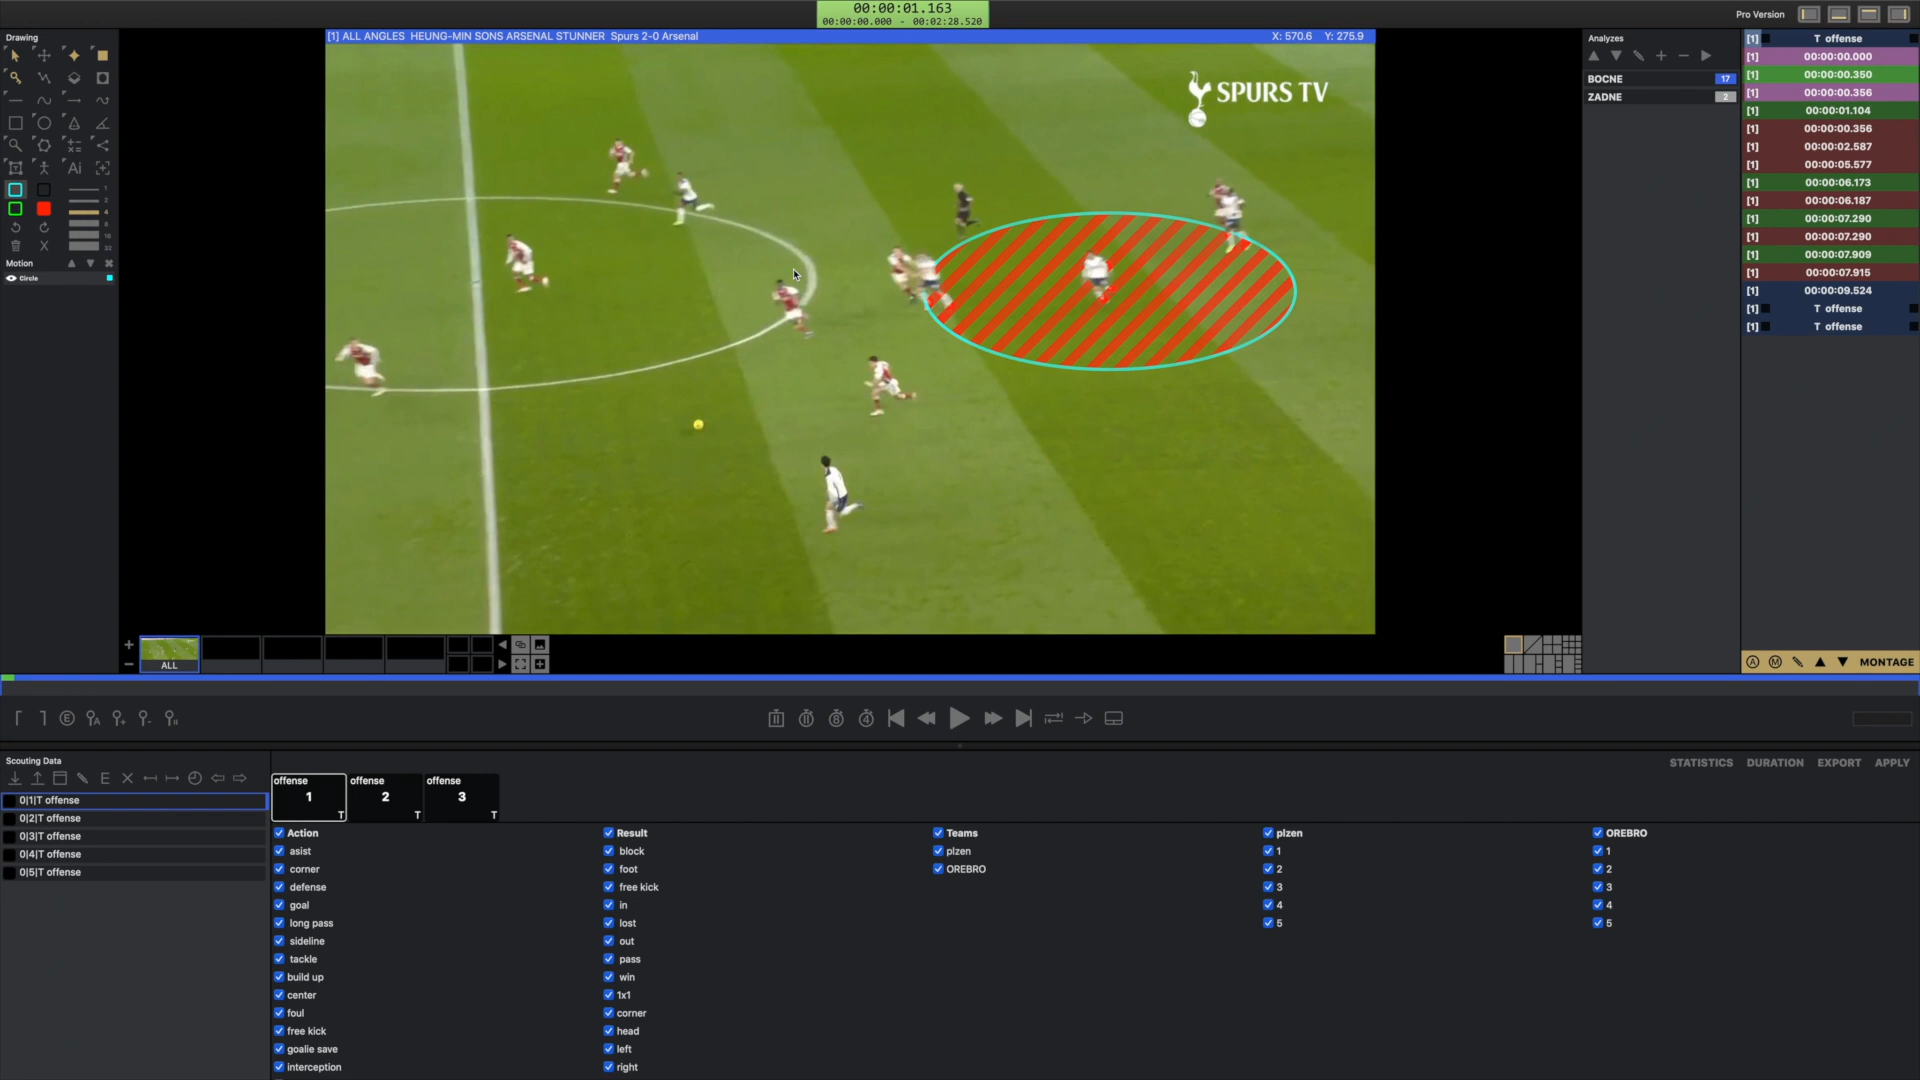 00:00:01.163
00:00:00.000 - 00:02:28.520
Pro Version
Drawing
[1] ALL ANGLES HEUNG-MIN SONS ARSENAL STUNNER Spurs 2-0 Arsenal
X: 570.6 Y: 275.9
SPURS TV
Ai
1
2
4
8
16
32
Motion
Circle
Analyzes
BOCNE 17
ZADNE 2
[1] T offense
[1] 00:00:00.000
[1] 00:00:00.350
[1] 00:00:00.356
[1] 00:00:01.104
[1] 00:00:00.356
[1] 00:00:02.587
[1] 00:00:05.577
[1] 00:00:06.173
[1] 00:00:06.187
[1] 00:00:07.290
[1] 00:00:07.290
[1] 00:00:07.909
[1] 00:00:07.915
[1] 00:00:09.524
[1] T offense
[1] T offense
A M MONTAGE
ALL
E A
8 4
Scouting Data
E
0|1|T offense
0|2|T offense
0|3|T offense
0|4|T offense
0|5|T offense
offense
1
T
offense
2
T
offense
3
T
STATISTICS DURATION EXPORT APPLY
Action
asist
corner
defense
goal
long pass
sideline
tackle
build up
center
foul
free kick
goalie save
interception
Result
block
foot
free kick
in
lost
out
pass
win
1x1
corner
head
left
right
Teams
plzen
OREBRO
plzen
1
2
3
4
5
OREBRO
1
2
3
4
5